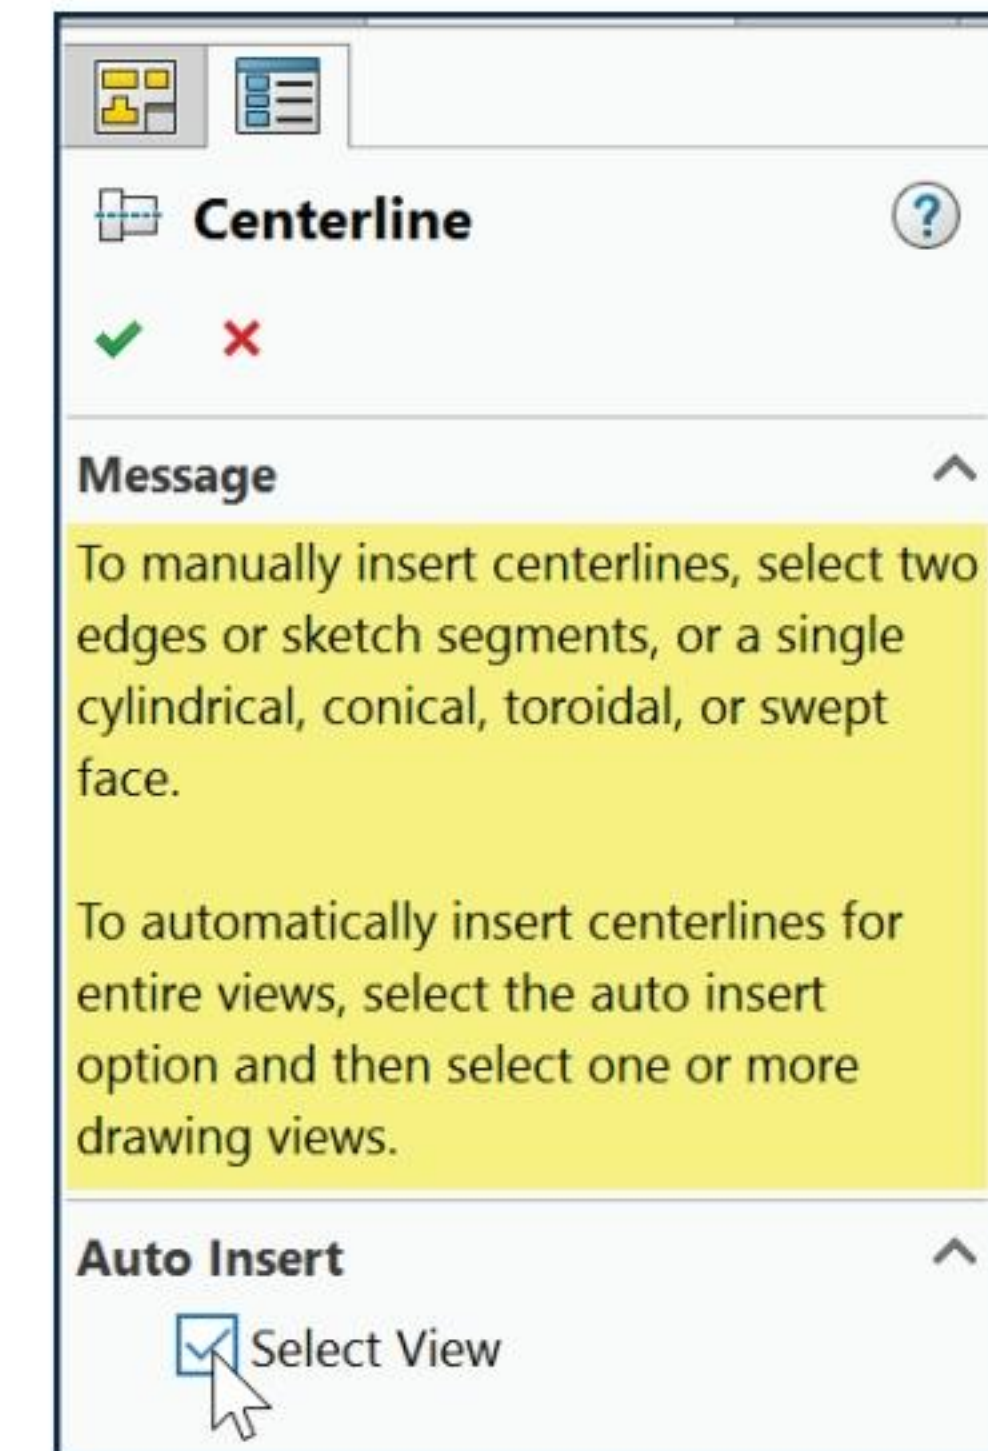 Centerline
?
Message
To manually insert centerlines, select two
edges or sketch segments, or a single
cylindrical, conical, toroidal, or swept
face.
To automatically insert centerlines for
entire views, select the auto insert
option and then select one or more
drawing views.
Auto Insert
Select View